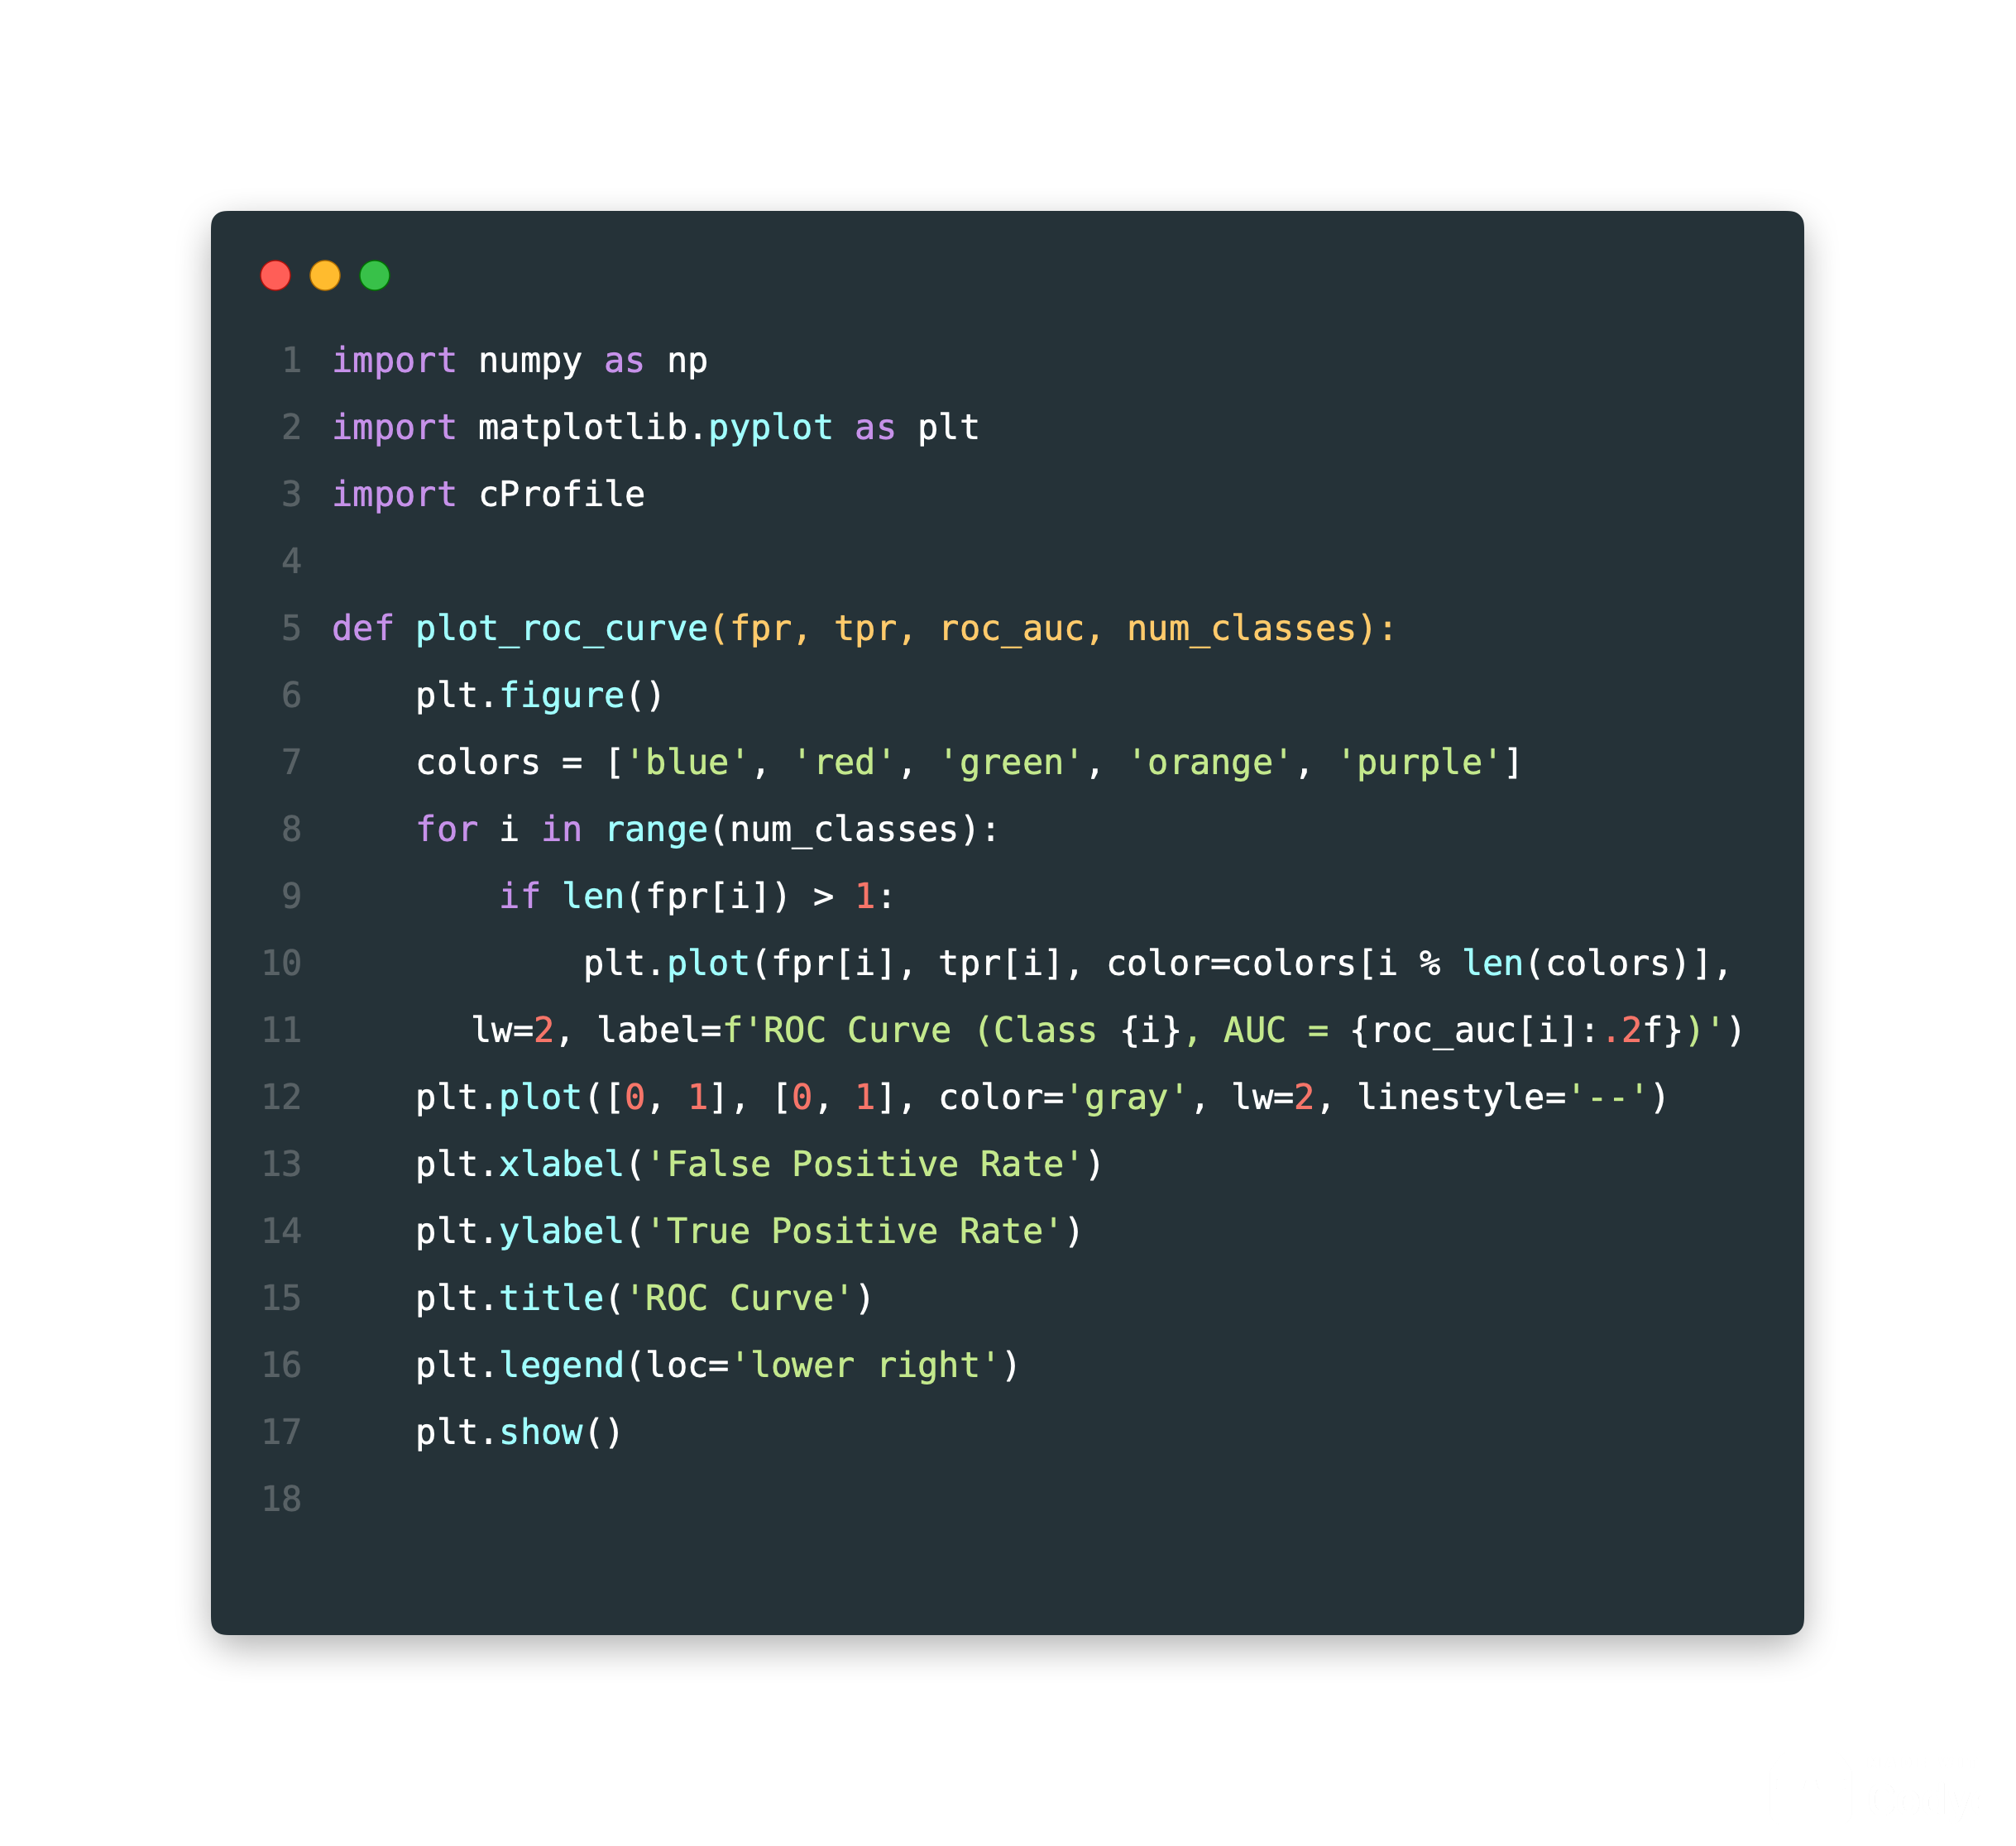 1 import numpy as np
2 import matplotlib.pyplot as plt
3 import cProfile
4
5 def plot_roc_curve(fpr, tpr, roc_auc, num_classes):
6     plt.figure()
7     colors = ['blue', 'red', 'green', 'orange', 'purple']
8     for i in range(num_classes):
9         if len(fpr[i]) > 1:
10             plt.plot(fpr[i], tpr[i], color=colors[i % len(colors)],
11       lw=2, label=f'ROC Curve (Class {i}, AUC = {roc_auc[i]:.2f})')
12    plt.plot([0, 1], [0, 1], color='gray', lw=2, linestyle='--')
13    plt.xlabel('False Positive Rate')
14    plt.ylabel('True Positive Rate')
15    plt.title('ROC Curve')
16    plt.legend(loc='lower right')
17    plt.show()
18